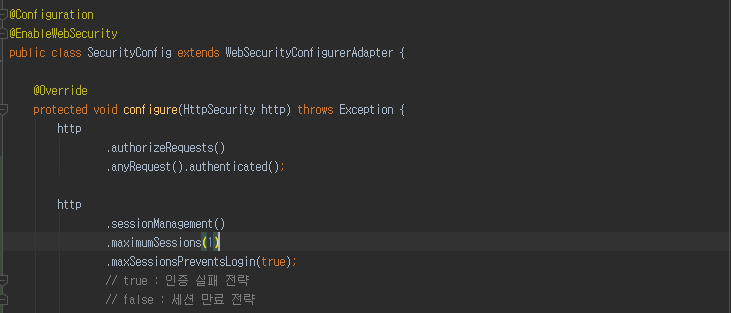 @Configuration
@EnableWebSecurity
public class SecurityConfig extends WebSecurityConfigurerAdapter {
@Override
protected void configure(HttpSecurity http) throws Exception {
http
.authorizeRequests()
.anyRequest().authenticated();
http
.sessionManagement()
.maximumSessions(1)
.maxSessionsPreventsLogin(true);
// true : 인증 실패 전략
// false : 세션 만료 전략